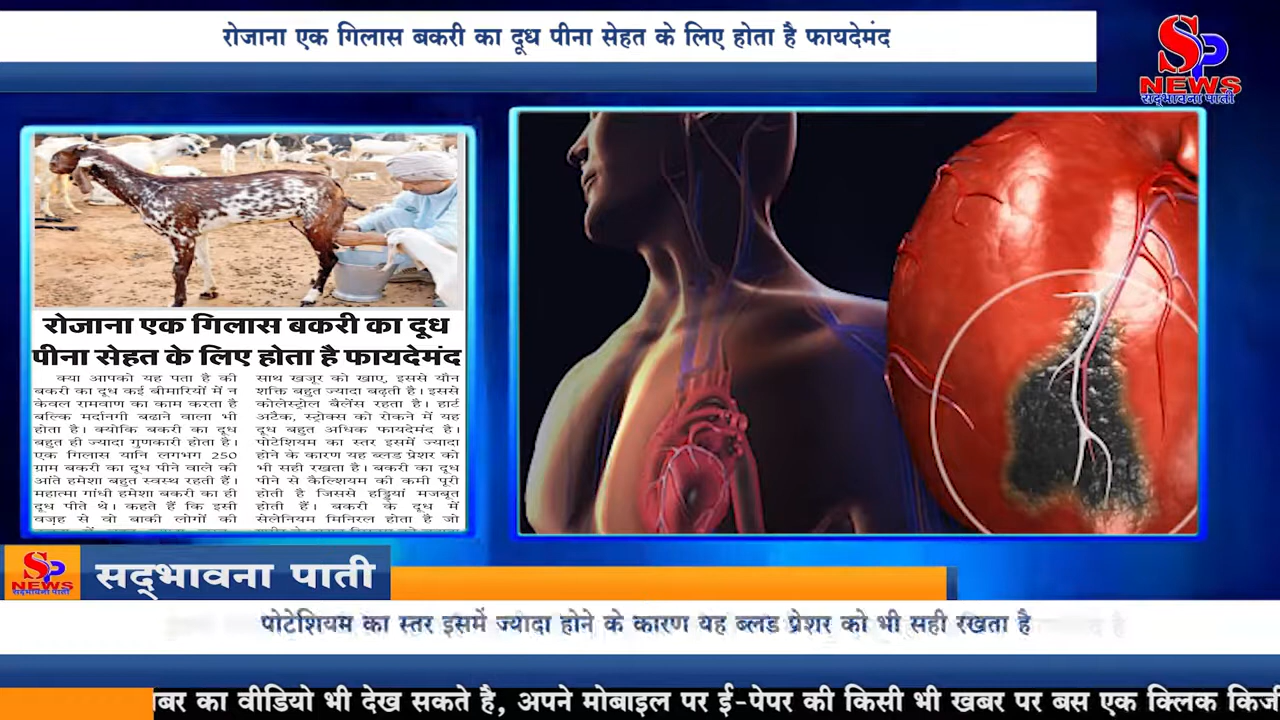 रोजाना एक गिलास बकरी का दूध पीना सेहत के लिए होता है फायदेमंद
SP
NEWS
सद्भावना पाती
रोजाना एक गिलास बकरी का दूध
पीना सेहत के लिए होता है फायदेमंद
क्या आपको यह पता है की
बकरी का दूध कई बीमारियों में न
केवल रामवाण का काम करता है
बल्कि मर्दानगी बढाने वाला भी
होता है। क्योकि बकरी का दूध
बहुत ही ज्यादा गुणकारी होता है।
एक गिलास यानि लगभग 250
ग्राम बकरी का दूध पीने वाले की
आंते हमेशा बहुत स्वस्थ रहती हैं।
महात्मा गांधी हमेशा बकरी का ही
दूध पीते थे। कहते हैं कि इसी
वजह से वो बाकी लोगों की
साथ खजूर को खाए, इससे यौन
शक्ति बहुत ज्यादा बढ़ती है। इससे
कोलेस्ट्रोल बैलेंस रहता है। हार्ट
अटैक, स्ट्रोक्स को रोकने में यह
दूध बहुत अधिक फायदेमंद है।
पोटेशियम का स्तर इसमें ज्यादा
होने के कारण यह ब्लड प्रेशर को
भी सही रखता है। बकरी का दूध
पीने से कैल्शियम की कमी पूरी
होती है जिससे हड्डियां मजबूत
होती हैं। बकरी के दूध में
सेलेनियम मिनिरल होता है जो
SP
NEWS
सद्भावना पाती
सद्भावना पाती
पोटेशियम का स्तर इसमें ज्यादा होने के कारण यह ब्लड प्रेशर को भी सही रखता है
बर का वीडियो भी देख सकते है, अपने मोबाइल पर ई-पेपर की किसी भी खबर पर बस एक क्लिक किजी